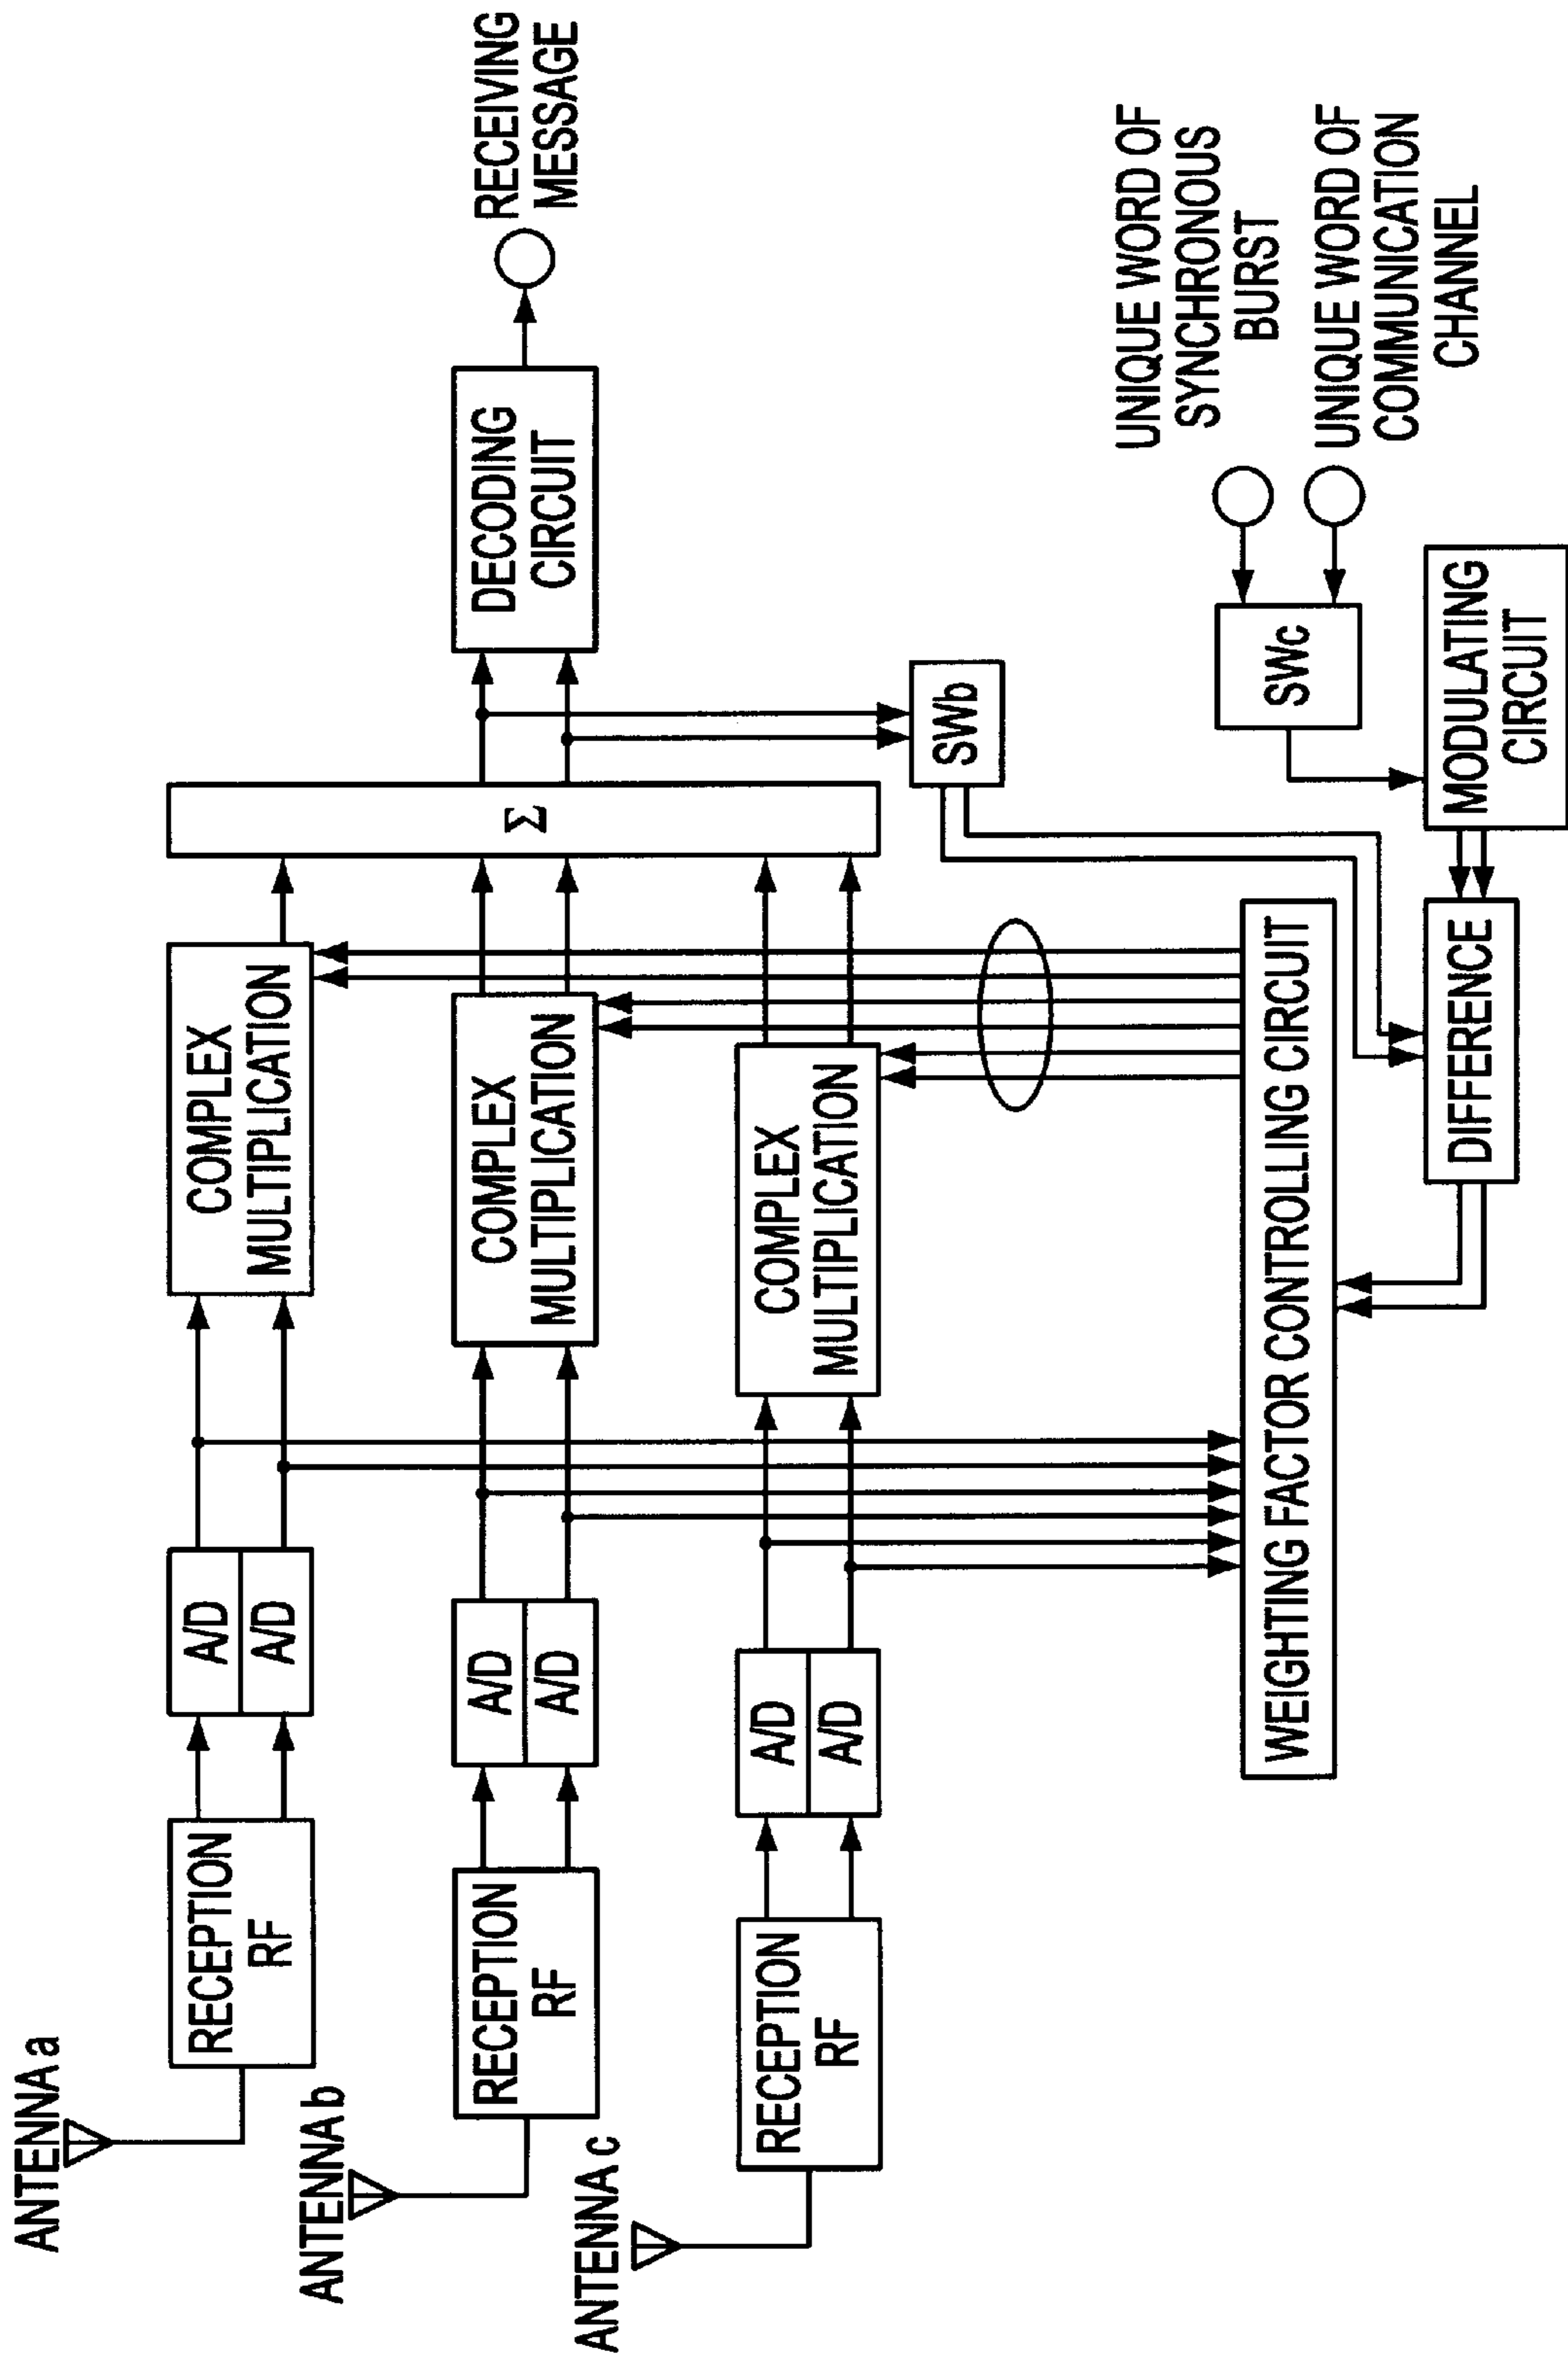 ANTENNA a
RECEPTION
RF
A/D
A/D
COMPLEX
MULTIPLICATION
ANTENNA b
RECEPTION
RF
A/D
A/D
COMPLEX
MULTIPLICATION
ANTENNA c
RECEPTION
RF
A/D
A/D
COMPLEX
MULTIPLICATION
Σ
DECODING
CIRCUIT
RECEIVING
MESSAGE
SWb
UNIQUE WORD OF
SYNCHRONOUS
BURST
UNIQUE WORD OF
COMMUNICATION
CHANNEL
SWc
WEIGHTING FACTOR CONTROLLING CIRCUIT
DIFFERENCE
MODULATING
CIRCUIT